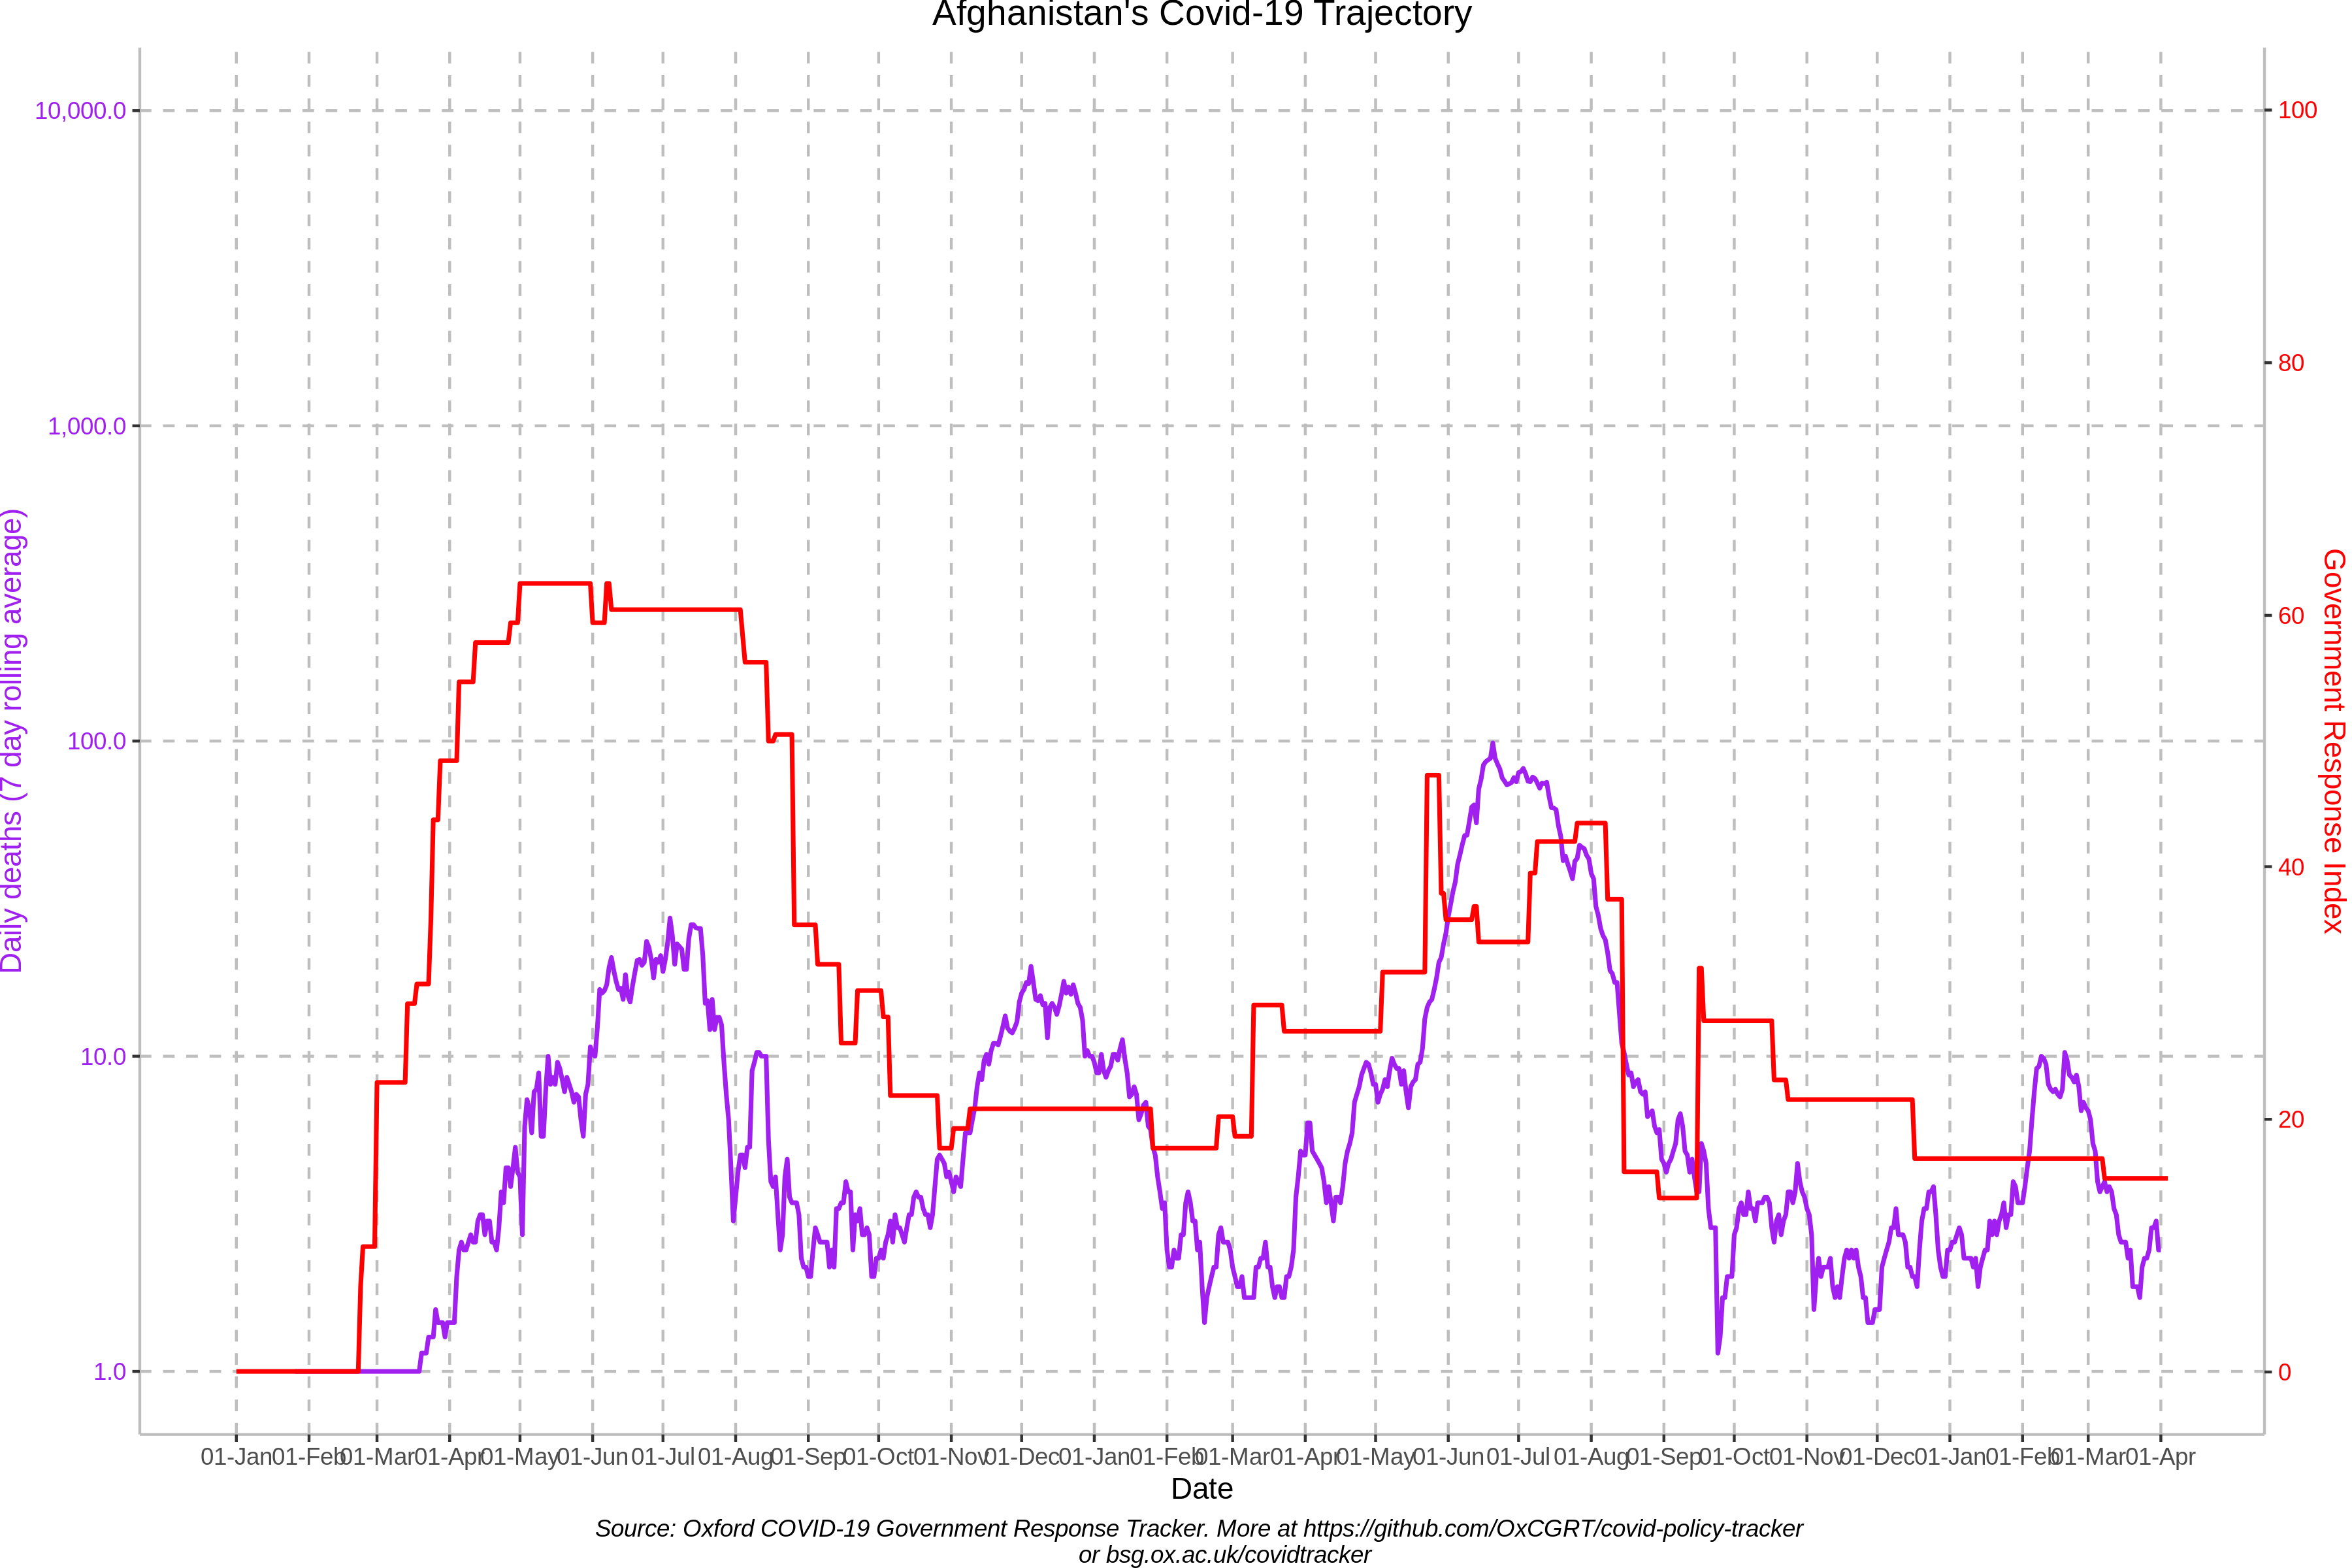 Afghanistan's Covid-19 Trajectory
10,000.0
1,000.0
100.0
10.0
1.0
Daily deaths (7 day rolling average)
100
80
60
40
20
0
Government Response Index
01-Jan 01-Feb 01-Mar 01-Apr 01-May 01-Jun 01-Jul 01-Aug 01-Sep 01-Oct 01-Nov 01-Dec 01-Jan 01-Feb 01-Mar 01-Apr 01-May 01-Jun 01-Jul 01-Aug 01-Sep 01-Oct 01-Nov 01-Dec 01-Jan 01-Feb 01-Mar 01-Apr
Date
Source: Oxford COVID-19 Government Response Tracker. More at https://github.com/OxCGRT/covid-policy-tracker
or bsg.ox.ac.uk/covidtracker